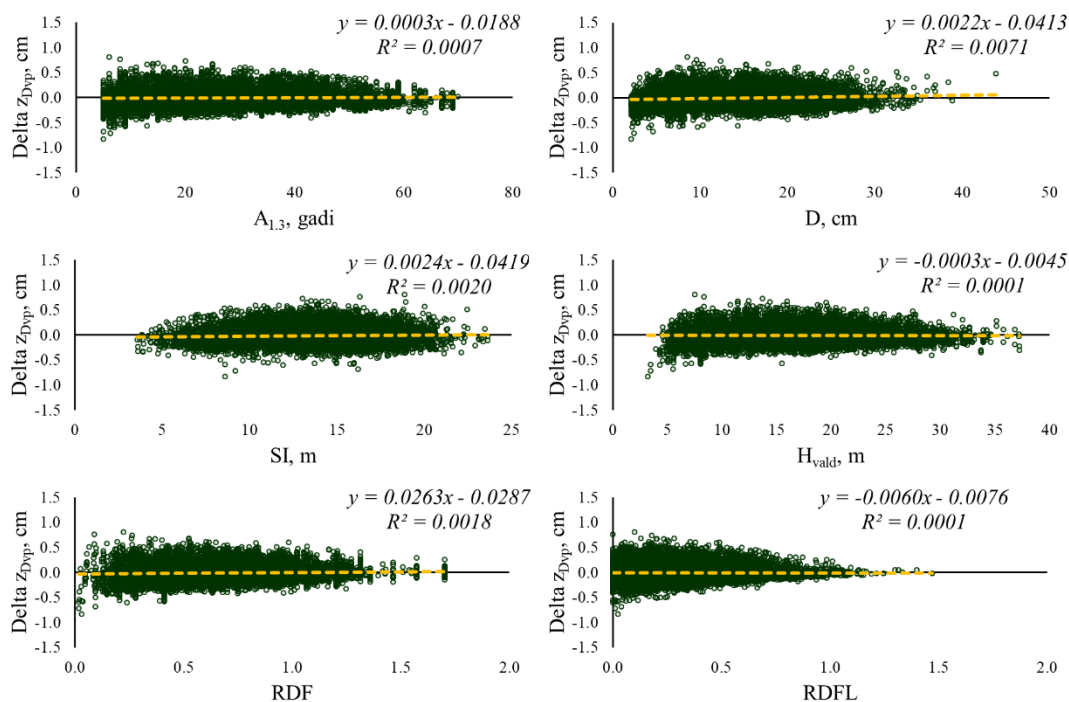 y = 0.0003x - 0.0188
R² = 0.0007
Delta z_Dvp, cm
1.5
1.0
0.5
0.0
-0.5
-1.0
-1.5
0 20 40 60 80
A_1.3, gadi
y = 0.0022x - 0.0413
R² = 0.0071
Delta z_Dvp, cm
1.5
1.0
0.5
0.0
-0.5
-1.0
-1.5
0 10 20 30 40 50
D, cm
y = 0.0024x - 0.0419
R² = 0.0020
Delta z_Dvp, cm
1.5
1.0
0.5
0.0
-0.5
-1.0
-1.5
0 5 10 15 20 25
SI, m
y = -0.0003x - 0.0045
R² = 0.0001
Delta z_Dvp, cm
1.5
1.0
0.5
0.0
-0.5
-1.0
-1.5
0 5 10 15 20 25 30 35 40
H_vald, m
y = 0.0263x - 0.0287
R² = 0.0018
Delta z_Dvp, cm
1.5
1.0
0.5
0.0
-0.5
-1.0
-1.5
0.0 0.5 1.0 1.5 2.0
RDF
y = -0.0060x - 0.0076
R² = 0.0001
Delta z_Dvp, cm
1.5
1.0
0.5
0.0
-0.5
-1.0
-1.5
0.0 0.5 1.0 1.5 2.0
RDFL